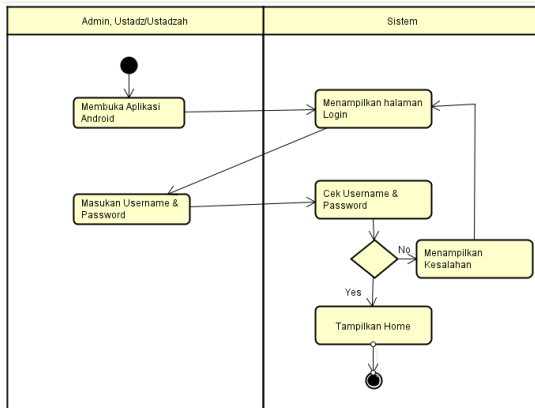 Admin, Ustadz/Ustadzah
Sistem
Membuka Aplikasi
Android
Menampilkan halaman
Login
Masukan Username &
Password
Cek Username &
Password
No
Menampilkan
Kesalahan
Yes
Tampilkan Home